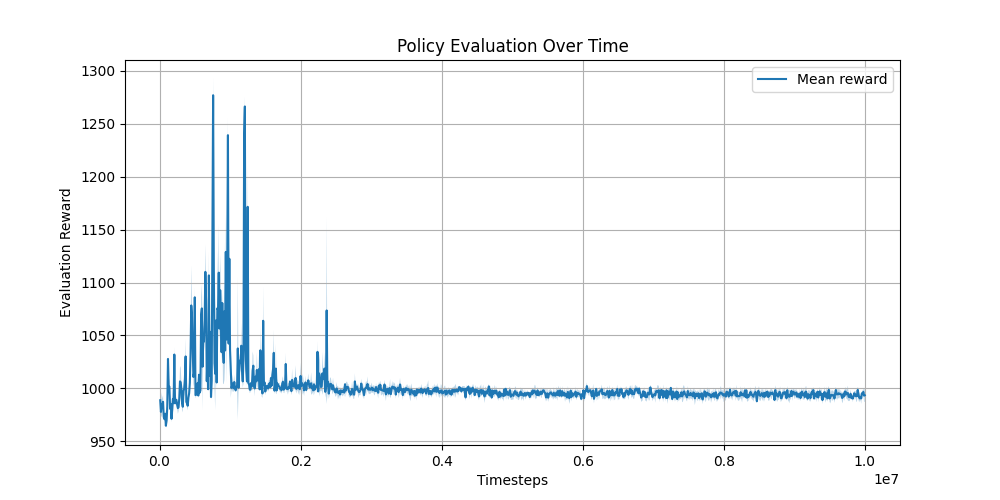 Policy Evaluation Over Time
Mean reward
Evaluation Reward
1300
1250
1200
1150
1100
1050
1000
950
0.0 0.2 0.4 0.6 0.8 1.0
1e7
Timesteps